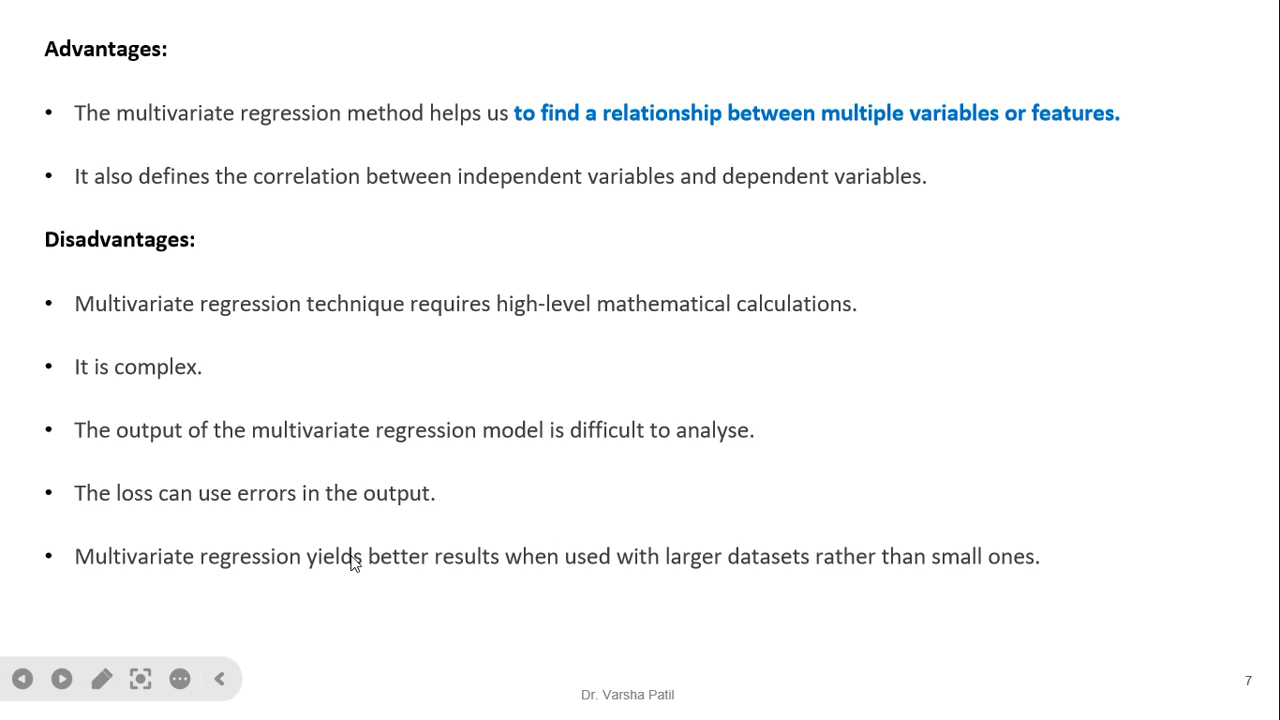 Advantages:
• The multivariate regression method helps us to find a relationship between multiple variables or features.
• It also defines the correlation between independent variables and dependent variables.
Disadvantages:
• Multivariate regression technique requires high-level mathematical calculations.
• It is complex.
• The output of the multivariate regression model is difficult to analyse.
• The loss can use errors in the output.
• Multivariate regression yields better results when used with larger datasets rather than small ones.
Dr. Varsha Patil
7